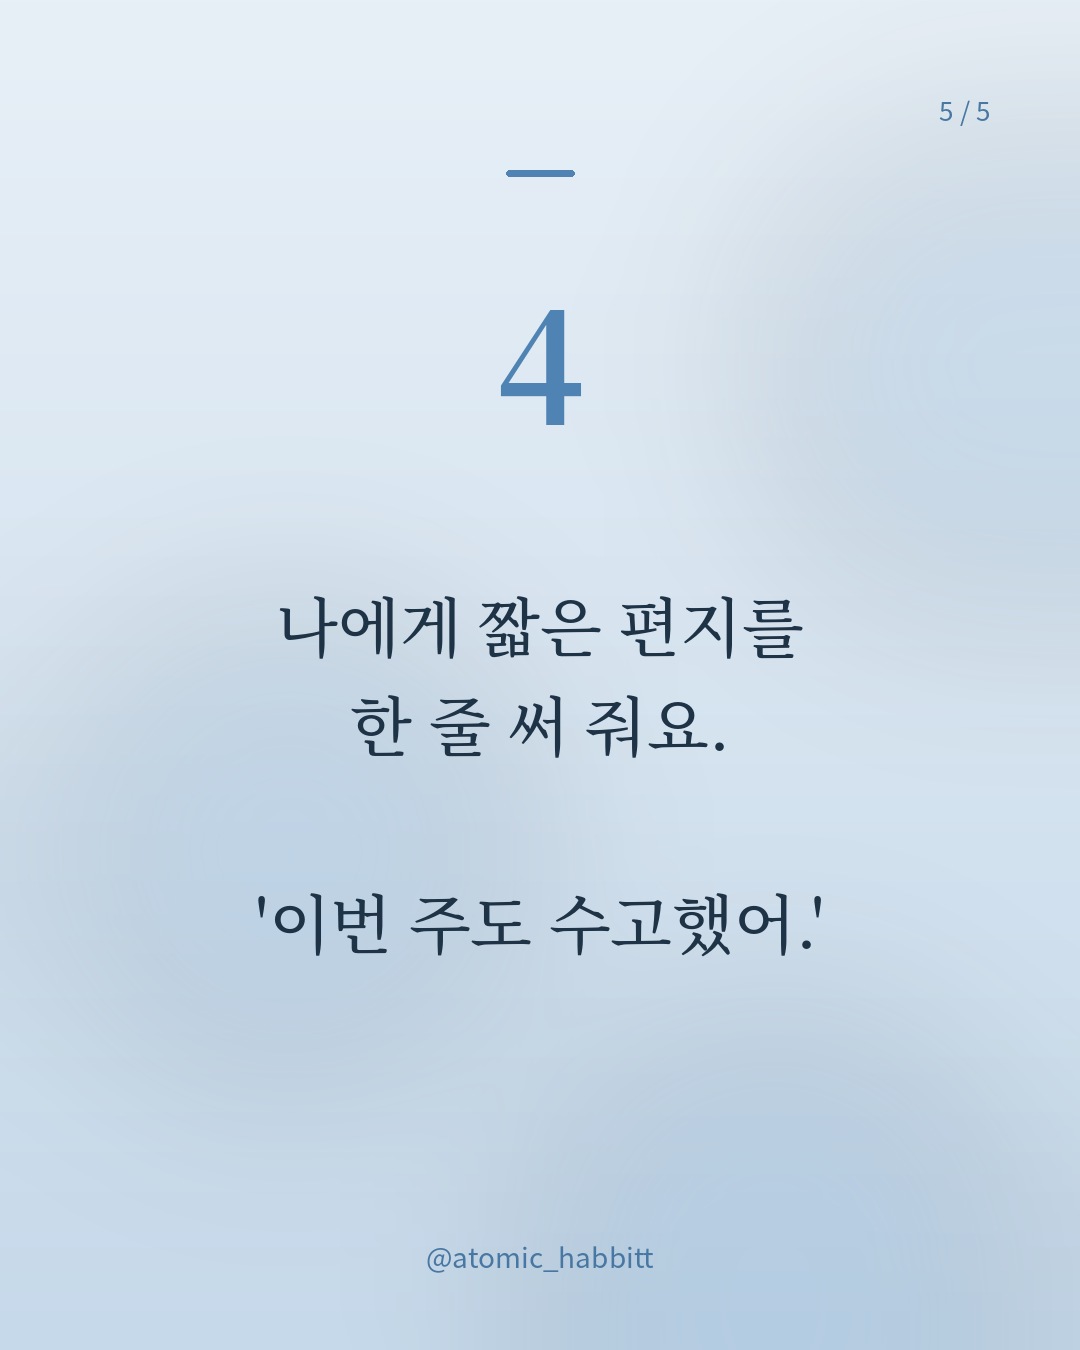 5 / 5
4
나에게 짧은 편지를
한 줄 써 줘요.
'이번 주도 수고했어.'
@atomic_habbitt